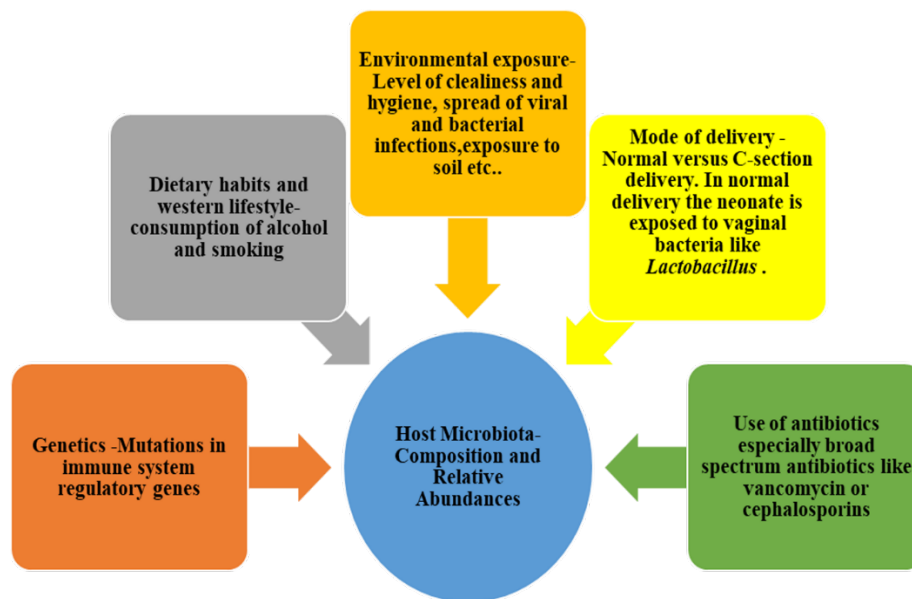 Environmental exposure-
Level of clealiness and
hygiene, spread of viral
and bacterial
infections,exposure to
soil etc..
Mode of delivery -
Normal versus C-section
delivery. In normal
delivery the neonate is
exposed to vaginal
bacteria like
Lactobacillus .
Dietary habits and
western lifestyle-
consumption of alcohol
and smoking
Genetics -Mutations in
immune system
regulatory genes
Host Microbiota-
Composition and
Relative
Abundances
Use of antibiotics
especially broad
spectrum antibiotics like
vancomycin or
cephalosporins